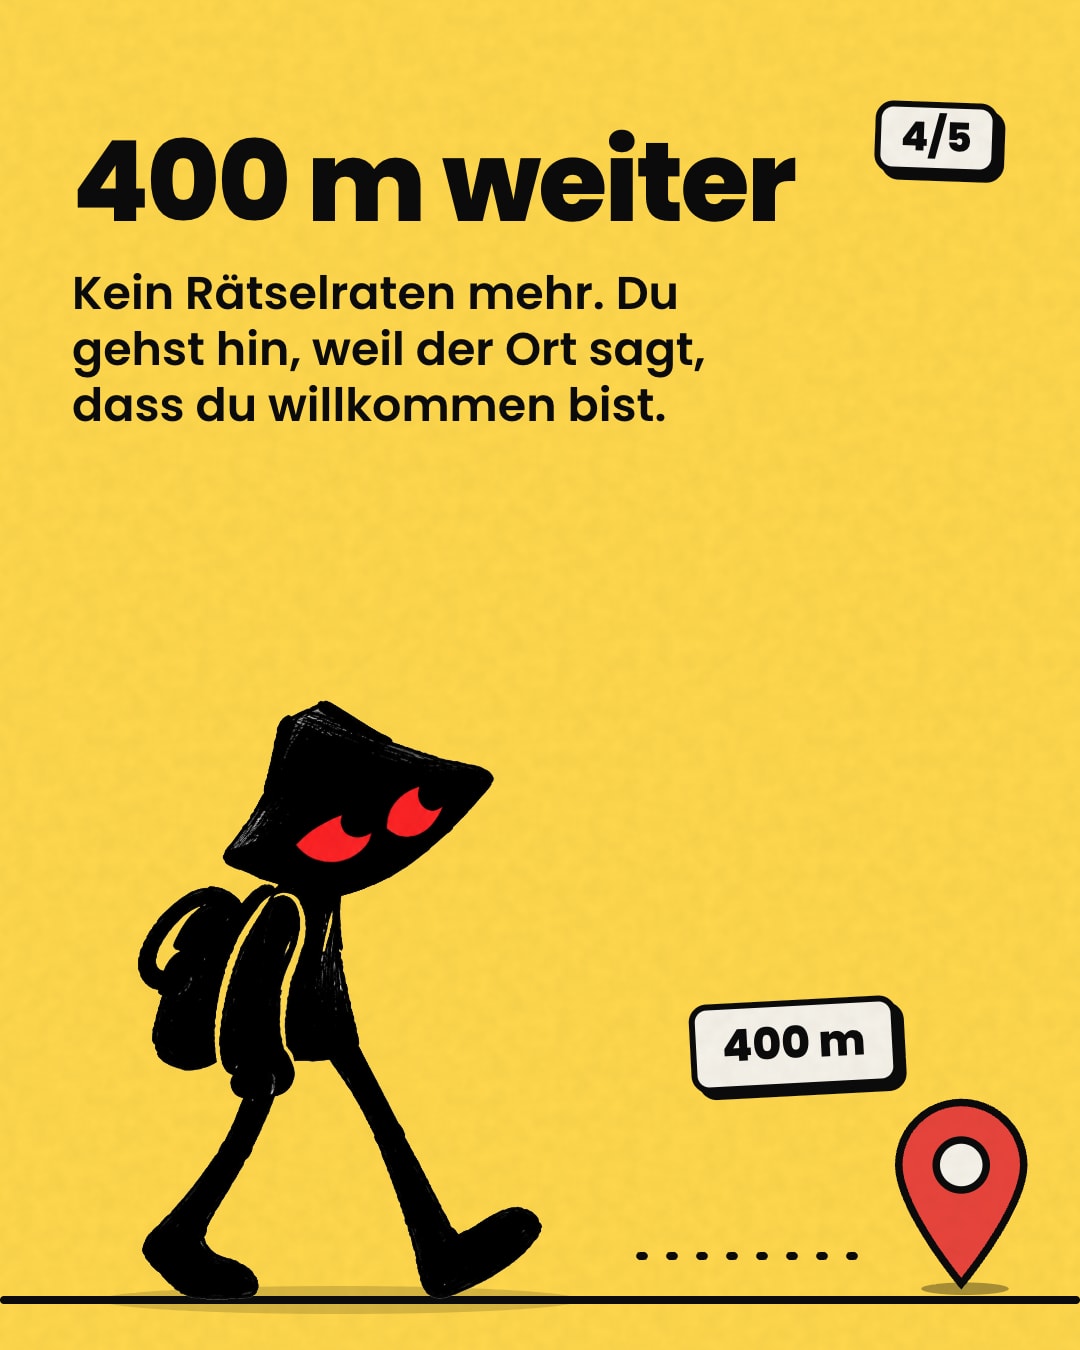 4/5
400 m weiter
Kein Rätselraten mehr. Du
gehst hin, weil der Ort sagt,
dass du willkommen bist.
400 m